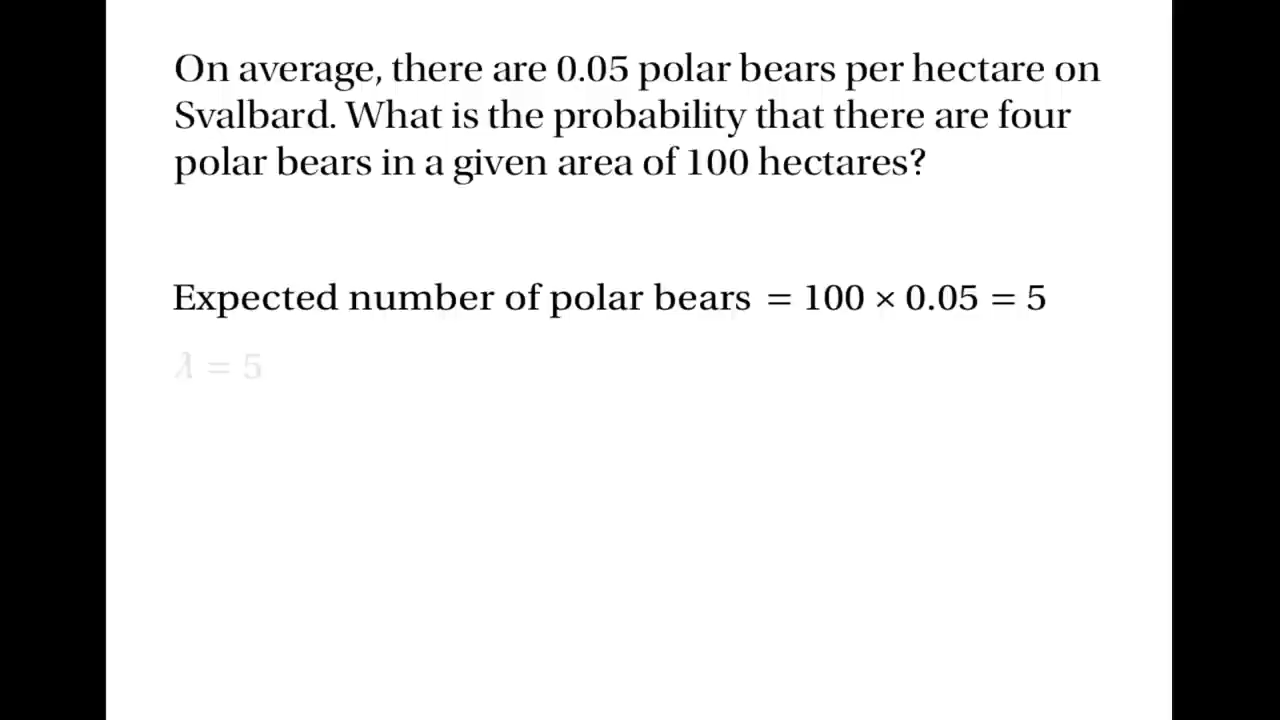 On average, there are 0.05 polar bears per hectare on
Svalbard. What is the probability that there are four
polar bears in a given area of 100 hectares?
Expected number of polar bears = 100 × 0.05 = 5
λ = 5